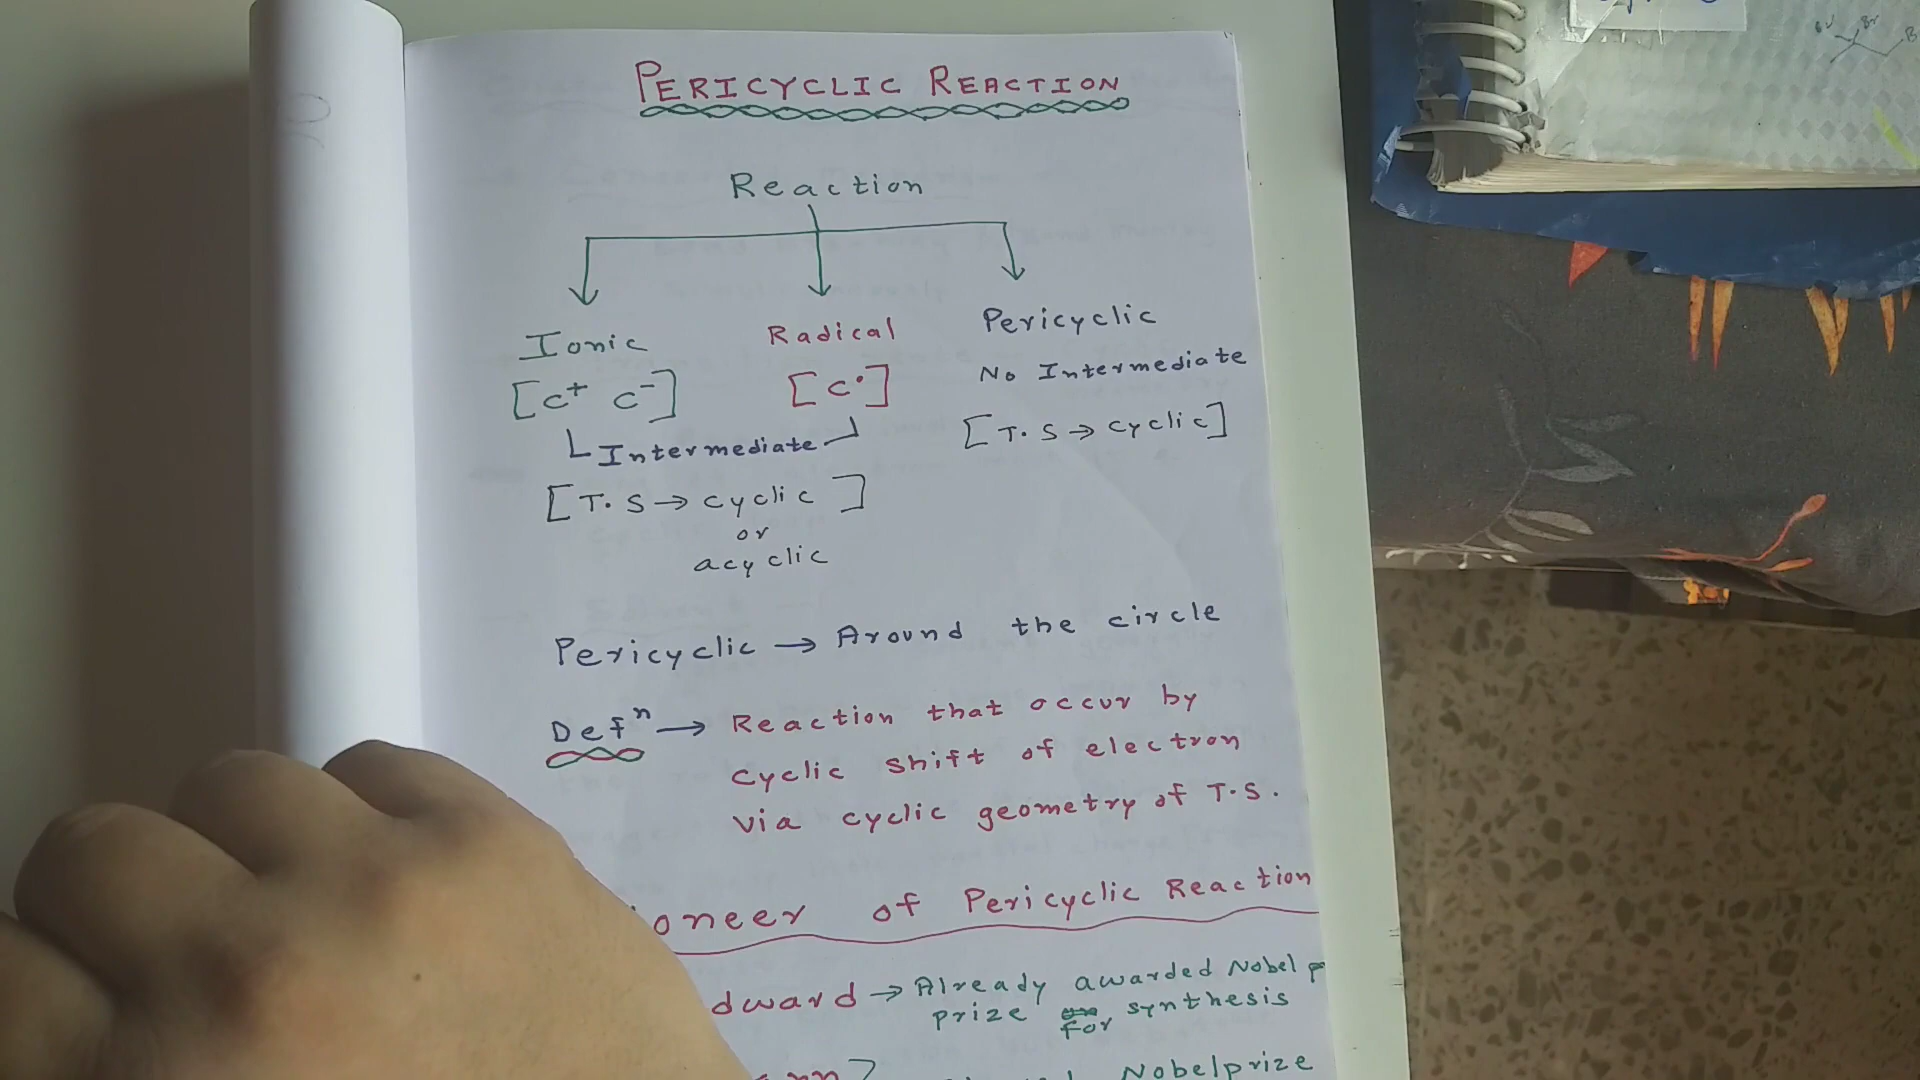 PERICYCLIC REACTION
Reaction
Ionic Radical Pericyclic
[C⁺ C⁻] [C•] No Intermediate
Intermediate [T.S → Cyclic]
[T.S → Cyclic]
or
acyclic
Pericyclic → Around the circle
Defⁿ → Reaction that occur by
cyclic shift of electron
via cyclic geometry of T.S.
oneer of Pericyclic Reaction
dward → Already awarded Nobel
prize for synthesis
Nobelprize
Br Br